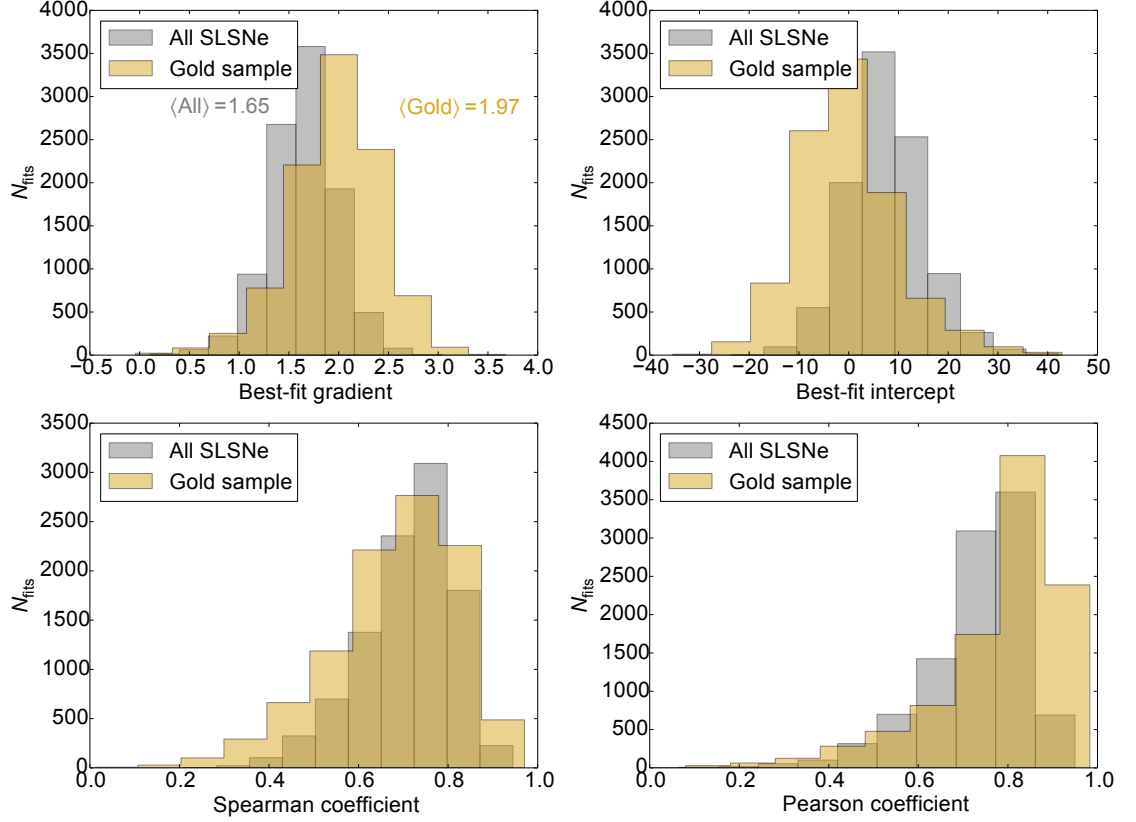 4000
3500
3000
2500
2000
1500
1000
500
0
N_fits
All SLSNe
Gold sample
⟨All⟩ =1.65
⟨Gold⟩ =1.97
−0.5 0.0 0.5 1.0 1.5 2.0 2.5 3.0 3.5 4.0
Best-fit gradient
4000
3500
3000
2500
2000
1500
1000
500
0
N_fits
All SLSNe
Gold sample
−40 −30 −20 −10 0 10 20 30 40 50
Best-fit intercept
3500
3000
2500
2000
1500
1000
500
0
N_fits
All SLSNe
Gold sample
0.0 0.2 0.4 0.6 0.8 1.0
Spearman coefficient
4500
4000
3500
3000
2500
2000
1500
1000
500
0
N_fits
All SLSNe
Gold sample
0.0 0.2 0.4 0.6 0.8 1.0
Pearson coefficient